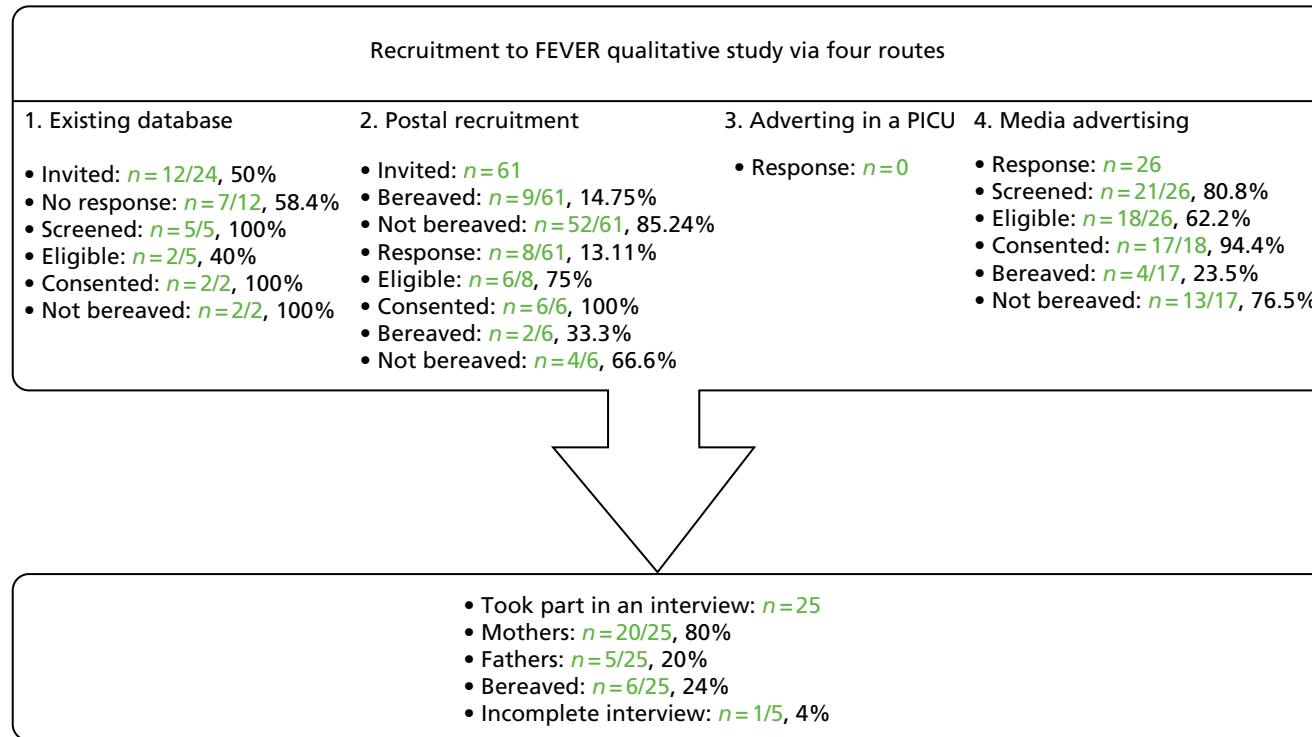 Recruitment to FEVER qualitative study via four routes
1. Existing database
• Invited: n = 12/24, 50%
• No response: n = 7/12, 58.4%
• Screened: n = 5/5, 100%
• Eligible: n = 2/5, 40%
• Consented: n = 2/2, 100%
• Not bereaved: n = 2/2, 100%
2. Postal recruitment
• Invited: n = 61
• Bereaved: n = 9/61, 14.75%
• Not bereaved: n = 52/61, 85.24%
• Response: n = 8/61, 13.11%
• Eligible: n = 6/8, 75%
• Consented: n = 6/6, 100%
• Bereaved: n = 2/6, 33.3%
• Not bereaved: n = 4/6, 66.6%
3. Adverting in a PICU
• Response: n = 0
4. Media advertising
• Response: n = 26
• Screened: n = 21/26, 80.8%
• Eligible: n = 18/26, 62.2%
• Consented: n = 17/18, 94.4%
• Bereaved: n = 4/17, 23.5%
• Not bereaved: n = 13/17, 76.5%
• Took part in an interview: n = 25
• Mothers: n = 20/25, 80%
• Fathers: n = 5/25, 20%
• Bereaved: n = 6/25, 24%
• Incomplete interview: n = 1/5, 4%